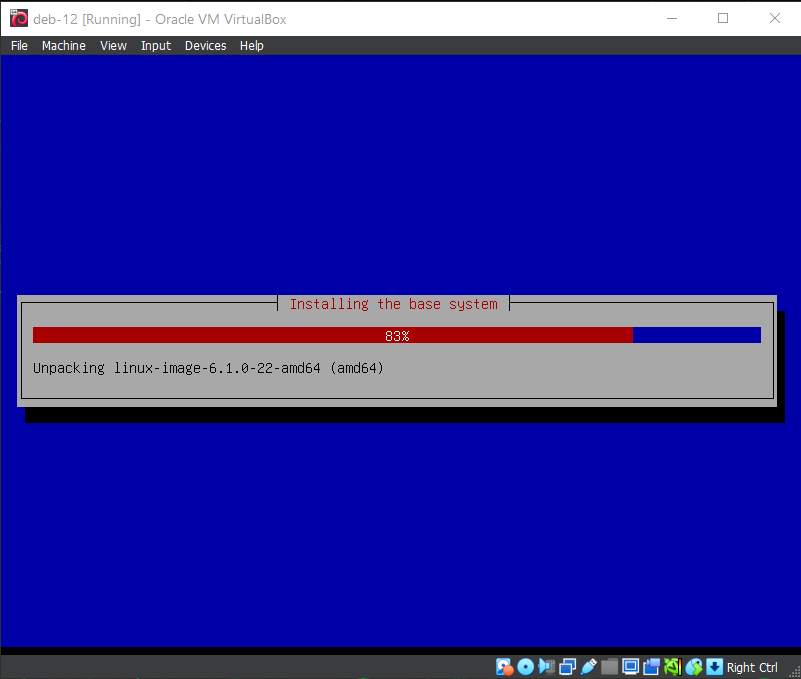 deb-12 [Running] - Oracle VM VirtualBox
File Machine View Input Devices Help
Installing the base system
83%
Unpacking linux-image-6.1.0-22-amd64 (amd64)
Right Ctrl